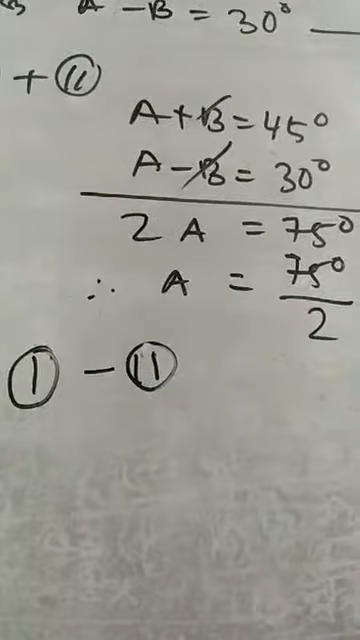 A - B = 30°
+ (II)
A + B = 45°
A - B = 30°
2 A = 75°
∴ A = 75° / 2
(I) - (II)